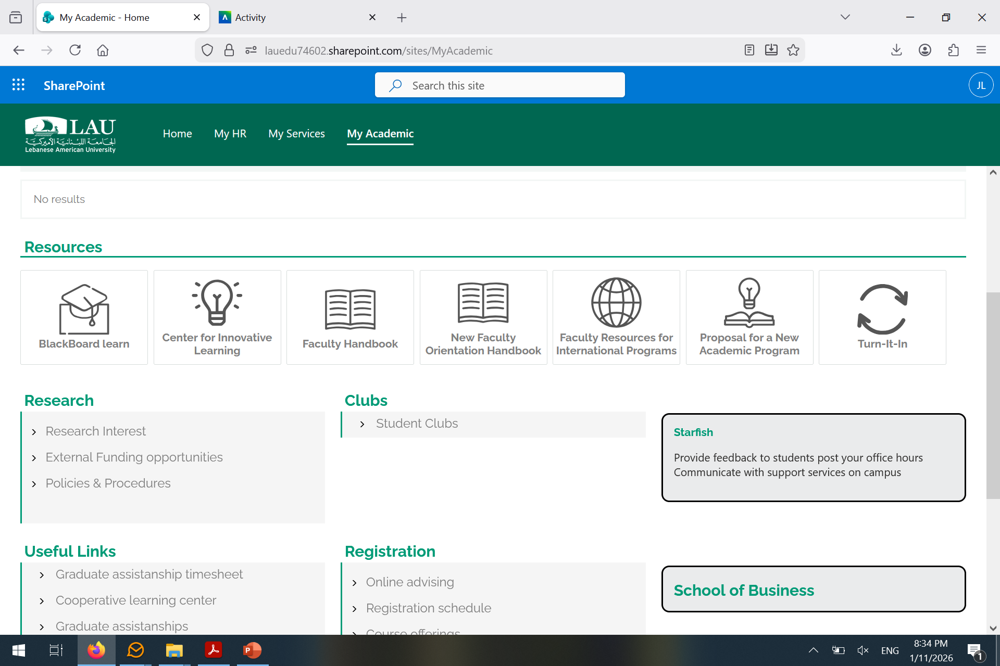 My Academic - Home
Activity
lauedu74602.sharepoint.com/sites/MyAcademic
SharePoint
Search this site
JL
LAU
الجامعة اللبنانية الأميركية
Lebanese American University
Home
My HR
My Services
My Academic
No results
Resources
BlackBoard learn
Center for Innovative
Learning
Faculty Handbook
New Faculty
Orientation Handbook
Faculty Resources for
International Programs
Proposal for a New
Academic Program
Turn-It-In
Research
Research Interest
External Funding opportunities
Policies & Procedures
Clubs
Student Clubs
Starfish
Provide feedback to students post your office hours
Communicate with support services on campus
Useful Links
Graduate assistanship timesheet
Cooperative learning center
Graduate assistanships
Registration
Online advising
Registration schedule
Course offerings
School of Business
ENG
8:34 PM
1/11/2026
1